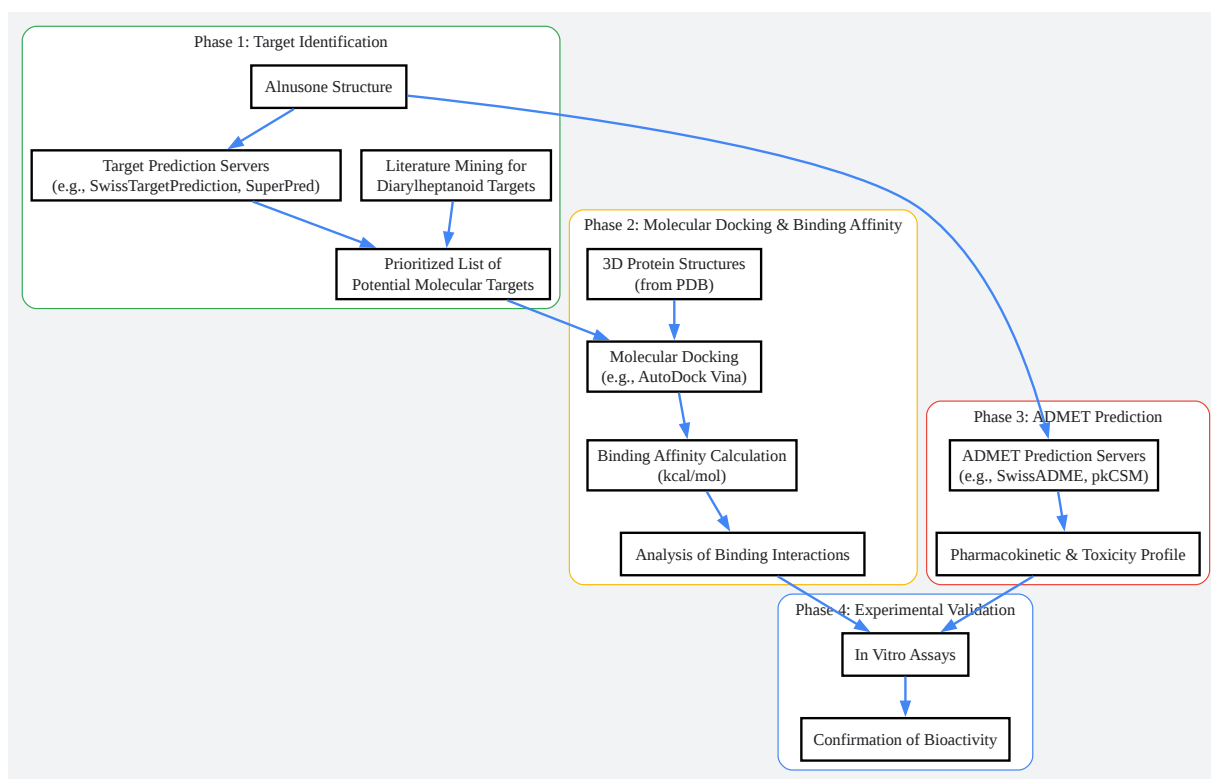 Phase 1: Target Identification
Alnusone Structure
Target Prediction Servers
(e.g., SwissTargetPrediction, SuperPred)
Literature Mining for
Diarylheptanoid Targets
Prioritized List of
Potential Molecular Targets
Phase 2: Molecular Docking & Binding Affinity
3D Protein Structures
(from PDB)
Molecular Docking
(e.g., AutoDock Vina)
Binding Affinity Calculation
(kcal/mol)
Analysis of Binding Interactions
Phase 3: ADMET Prediction
ADMET Prediction Servers
(e.g., SwissADME, pkCSM)
Pharmacokinetic & Toxicity Profile
Phase 4: Experimental Validation
In Vitro Assays
Confirmation of Bioactivity